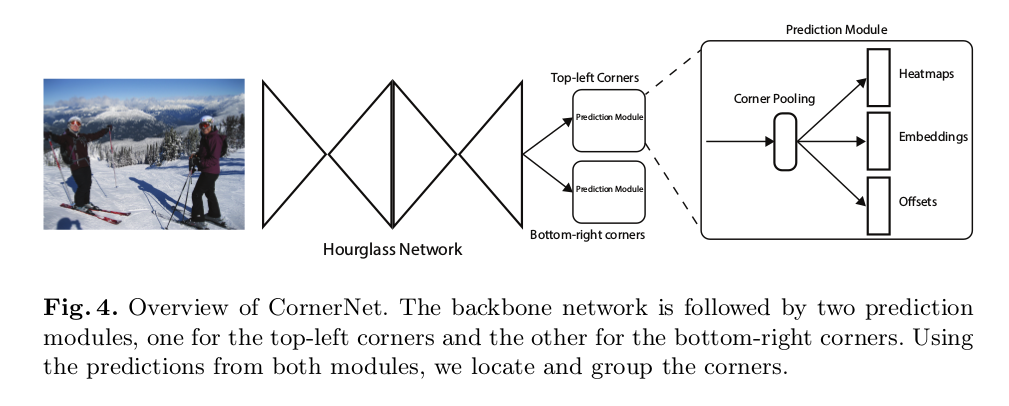 Prediction Module
Top-left Corners
Heatmaps
Corner Pooling
Prediction Module
Embeddings
Prediction Module
Offsets
Bottom-right corners
Hourglass Network
Fig. 4. Overview of CornerNet. The backbone network is followed by two prediction
modules, one for the top-left corners and the other for the bottom-right corners. Using
the predictions from both modules, we locate and group the corners.